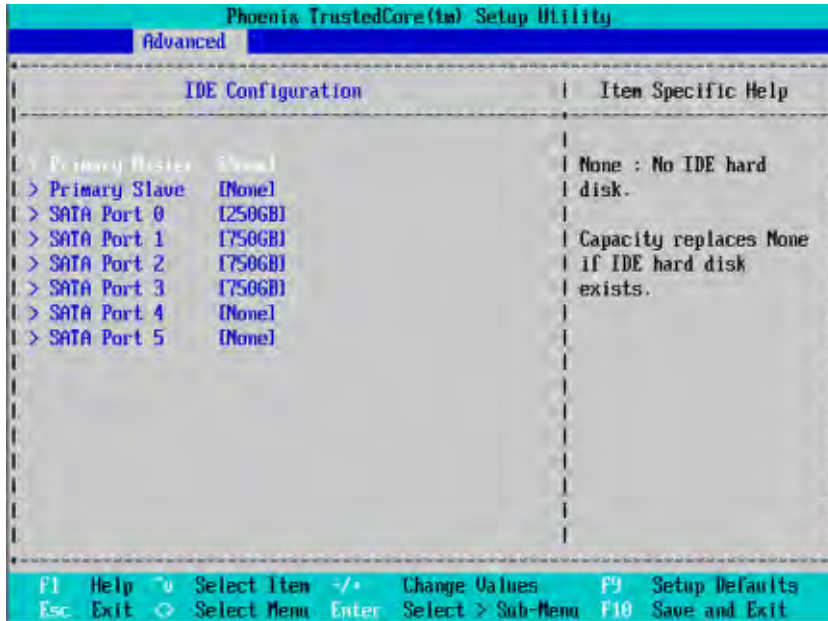 Phoenix TrustedCore(tm) Setup Utility
Advanced
IDE Configuration
Item Specific Help
> Primary Master [None]
> Primary Slave [None]
> SATA Port 0 [250GB]
> SATA Port 1 [750GB]
> SATA Port 2 [750GB]
> SATA Port 3 [750GB]
> SATA Port 4 [None]
> SATA Port 5 [None]
None : No IDE hard
disk.
Capacity replaces None
if IDE hard disk
exists.
F1 Help ^v Select Item -/+ Change Values F9 Setup Defaults
Esc Exit <> Select Menu Enter Select > Sub-Menu F10 Save and Exit